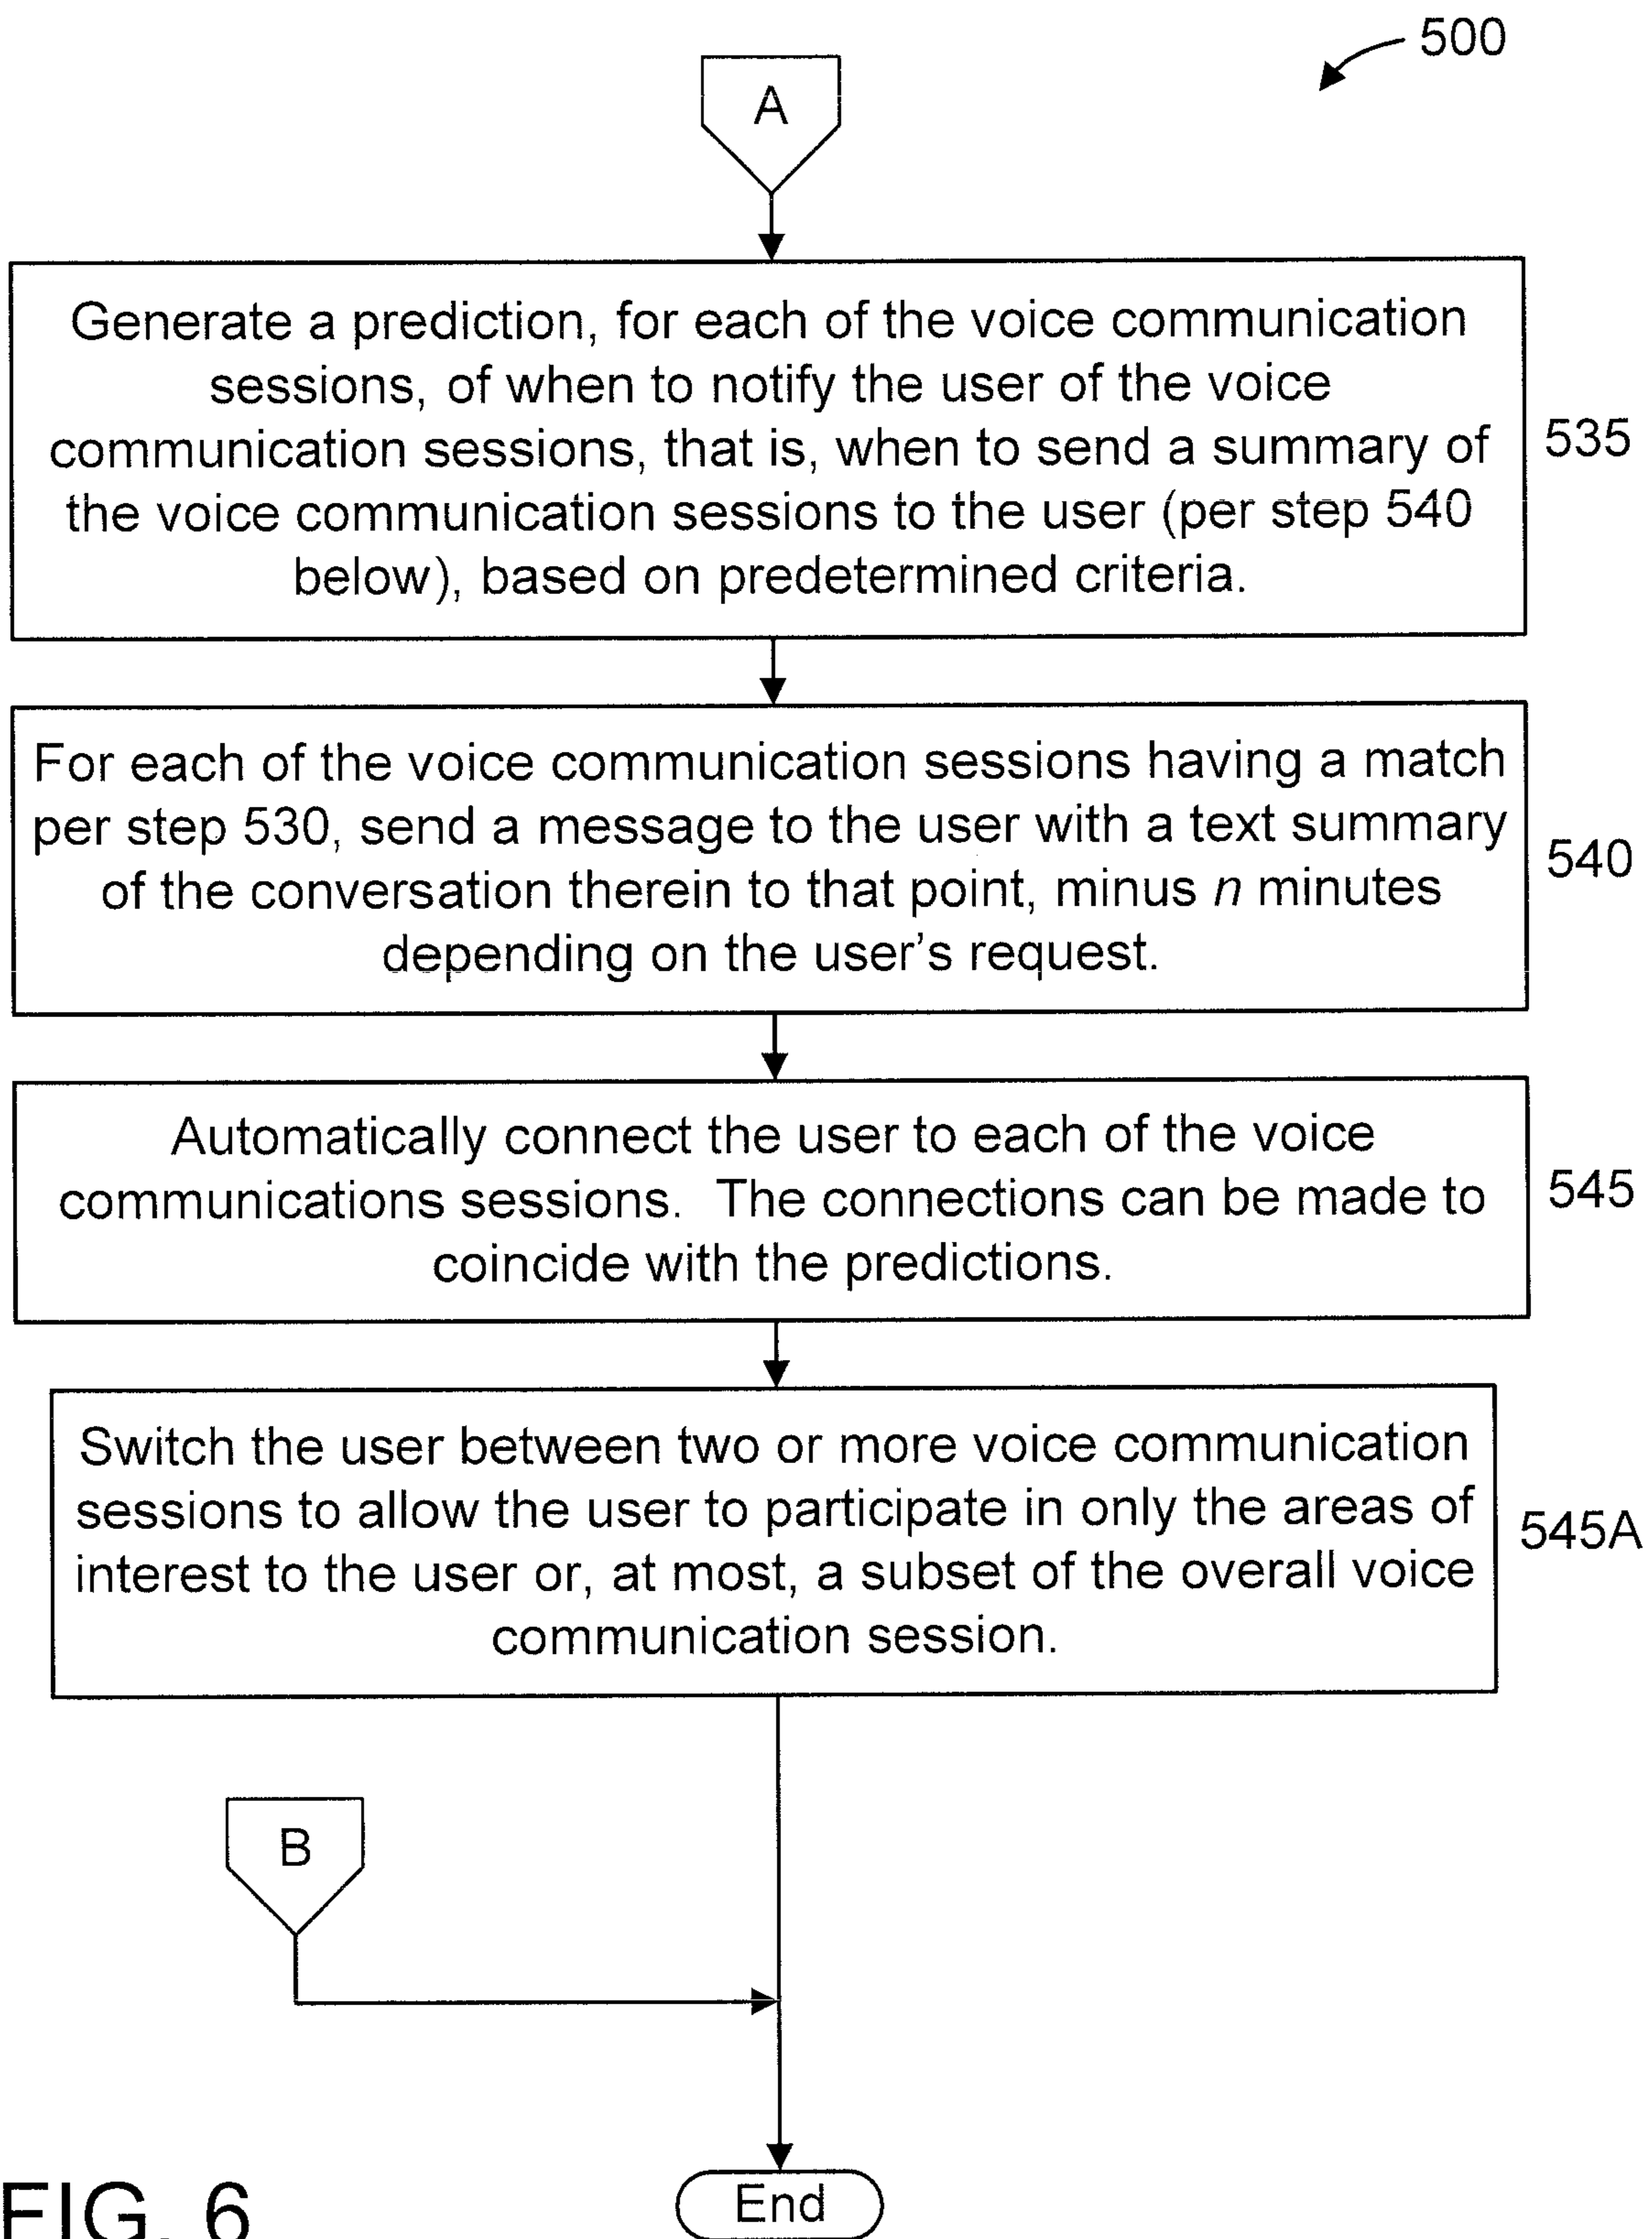 500
A
Generate a prediction, for each of the voice communication
sessions, of when to notify the user of the voice
communication sessions, that is, when to send a summary of
the voice communication sessions to the user (per step 540
below), based on predetermined criteria.
535
For each of the voice communication sessions having a match
per step 530, send a message to the user with a text summary
of the conversation therein to that point, minus n minutes
depending on the user's request.
540
Automatically connect the user to each of the voice
communications sessions. The connections can be made to
coincide with the predictions.
545
Switch the user between two or more voice communication
sessions to allow the user to participate in only the areas of
interest to the user or, at most, a subset of the overall voice
communication session.
545A
B
End
FIG. 6